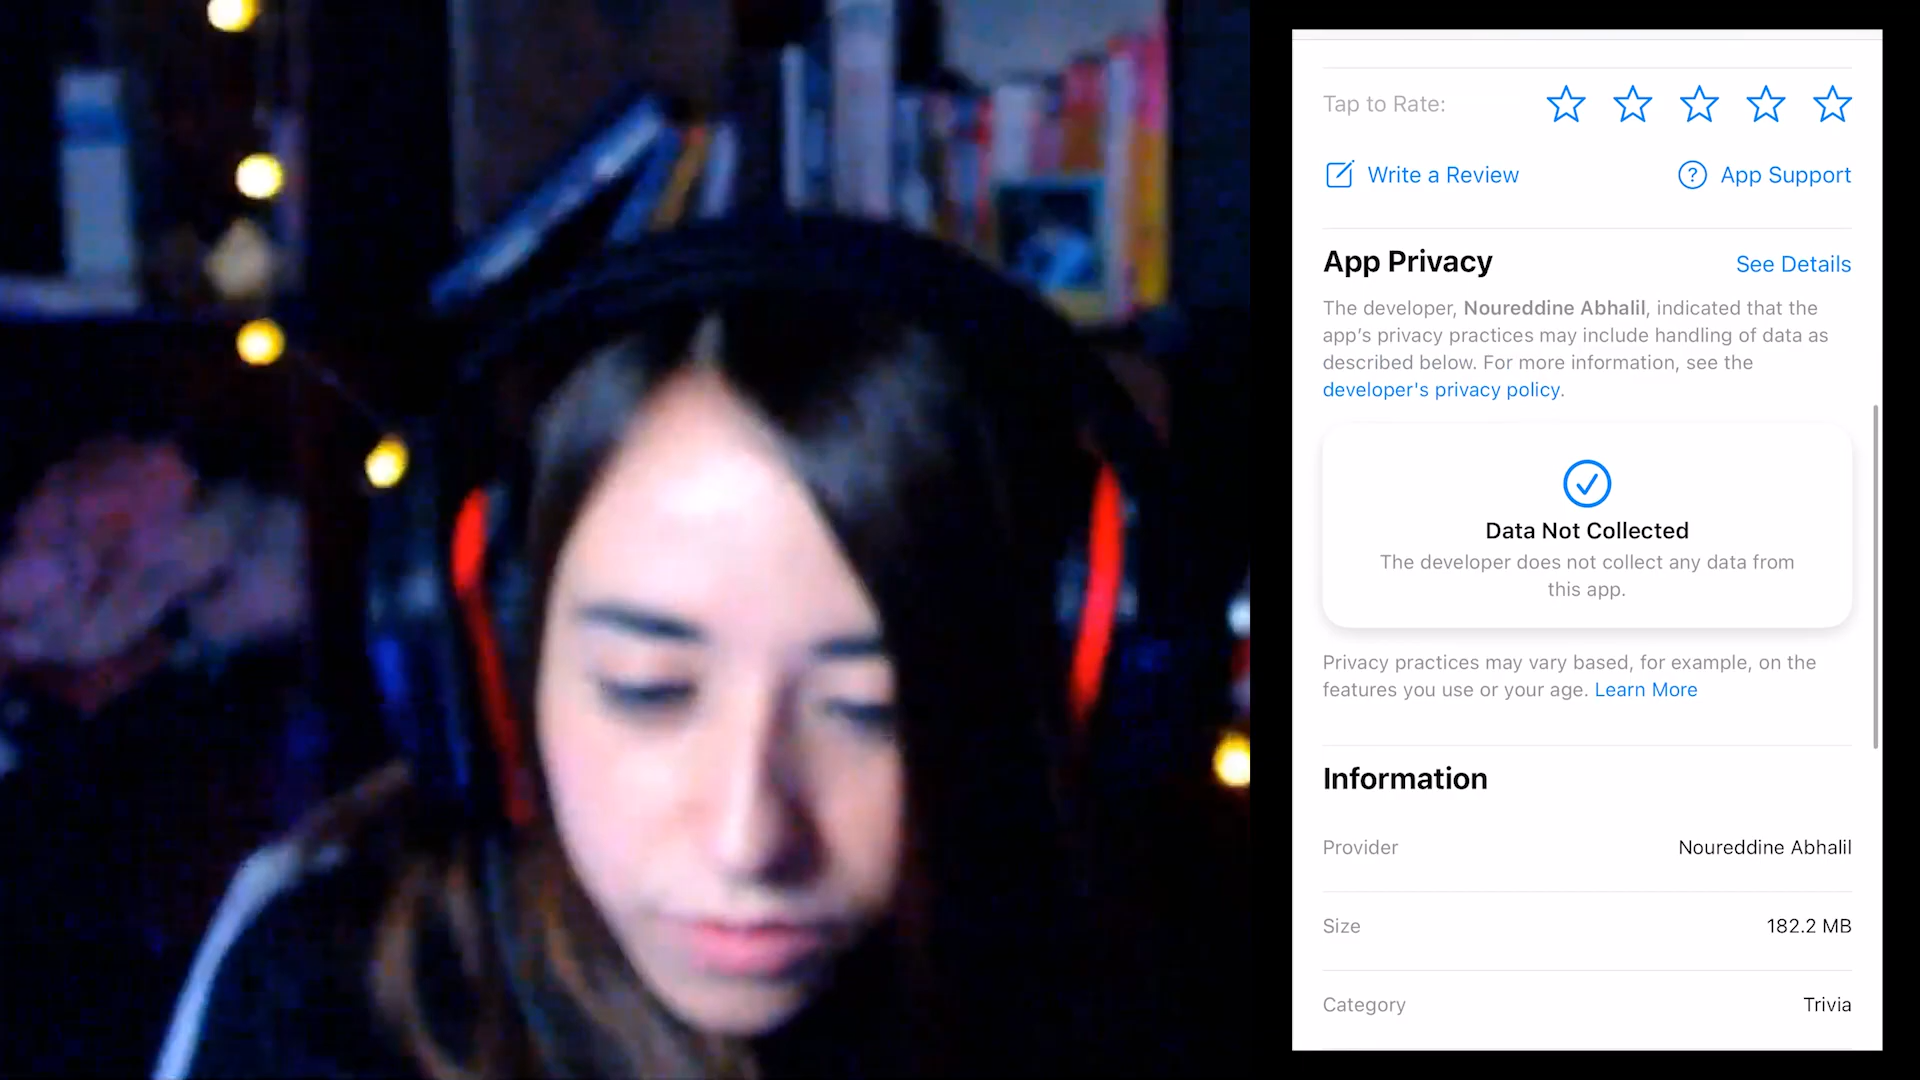 Tap to Rate:
Write a Review
App Support
App Privacy
See Details
The developer, Noureddine Abhalil, indicated that the
app’s privacy practices may include handling of data as
described below. For more information, see the
developer's privacy policy.
Data Not Collected
The developer does not collect any data from
this app.
Privacy practices may vary based, for example, on the
features you use or your age. Learn More
Information
Provider
Noureddine Abhalil
Size
182.2 MB
Category
Trivia